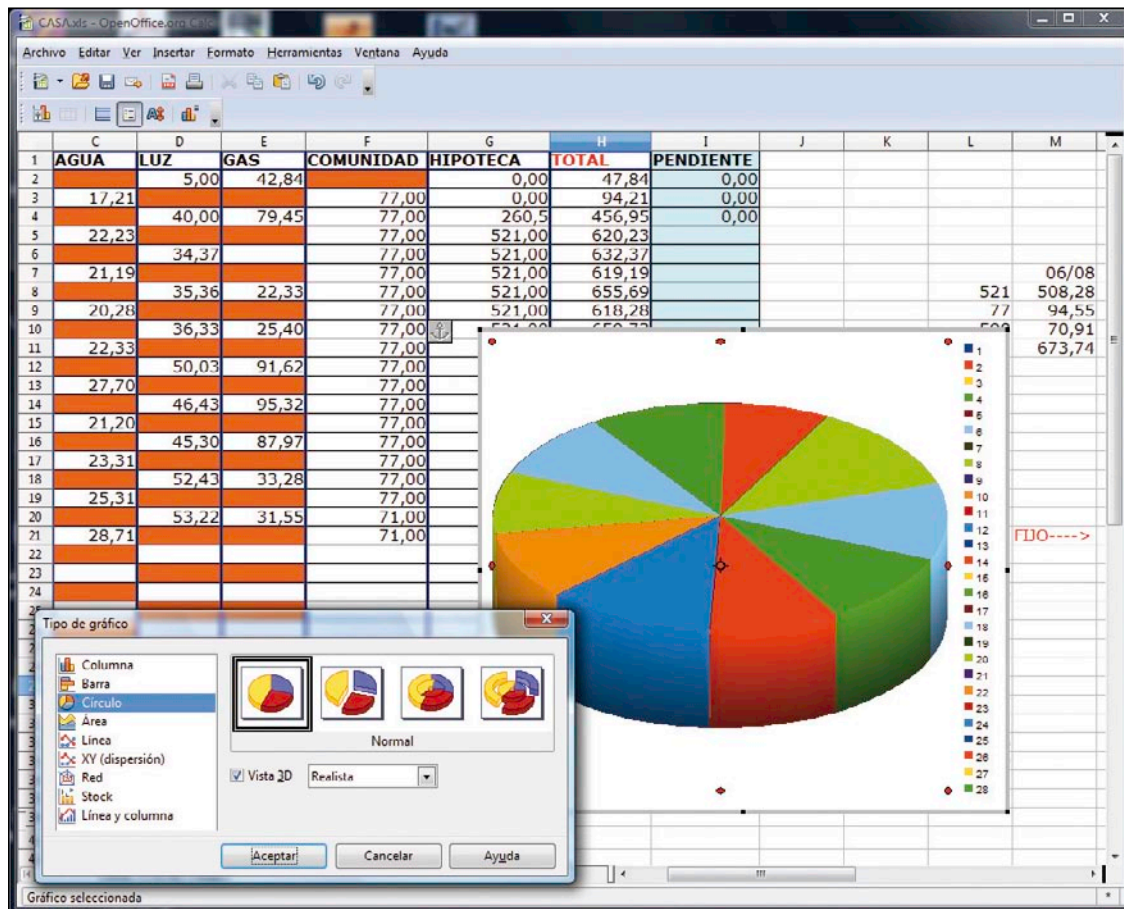 CASA.xls - OpenOffice.org Calc
Archivo Editar Ver Insertar Formato Herramientas Ventana Ayuda
C D E F G H I J K L M
1 AGUA LUZ GAS COMUNIDAD HIPOTECA TOTAL PENDIENTE
2 5,00 42,84 0,00 47,84 0,00
3 17,21 77,00 0,00 94,21 0,00
4 40,00 79,45 77,00 260,5 456,95 0,00
5 22,23 77,00 521,00 620,23
6 34,37 77,00 521,00 632,37
7 21,19 77,00 521,00 619,19 06/08
8 35,36 22,33 77,00 521,00 655,69 521 508,28
9 20,28 77,00 521,00 618,28 77 94,55
10 36,33 25,40 77,00 70,91
11 22,33 77,00 673,74
12 50,03 91,62 77,00
13 27,70 77,00
14 46,43 95,32 77,00
15 21,20 77,00
16 45,30 87,97 77,00
17 23,31 77,00
18 52,43 33,28 77,00
19 25,31 77,00
20 53,22 31,55 71,00
21 28,71 71,00 FIJO---->
22
23
24
1
2
3
4
5
6
7
8
9
10
11
12
13
14
15
16
17
18
19
20
21
22
23
24
25
26
27
28
Tipo de gráfico
Columna
Barra
Círculo
Área
Línea
XY (dispersión)
Red
Stock
Línea y columna
Normal
Vista 3D Realista
Aceptar Cancelar Ayuda
Gráfico seleccionada